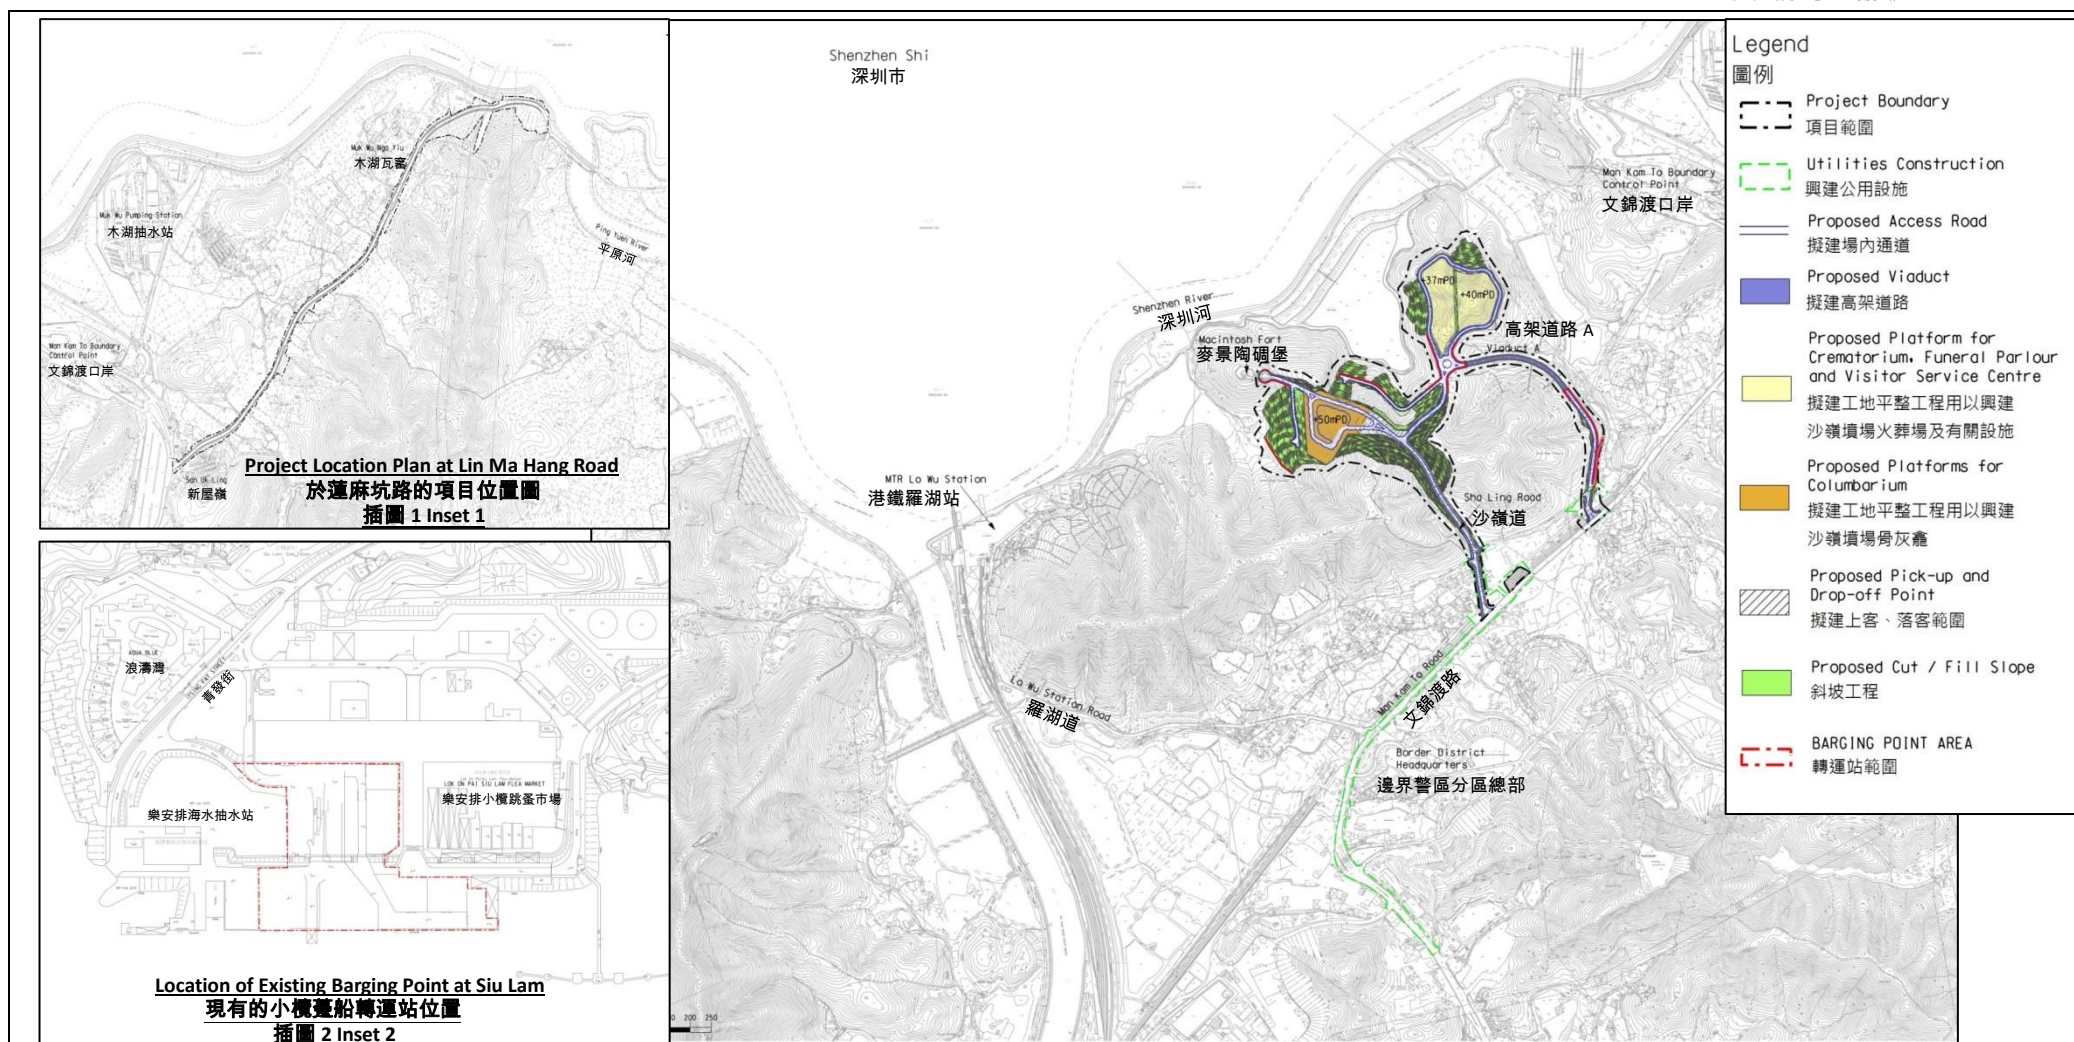 Muk Wu Nga Yiu
木湖瓦窰
Muk Wu Pumping Station
木湖抽水站
Ping Yuen River
平原河
Man Kam To Boundary
Control Point
文錦渡口岸
San Uk Ling
新屋嶺
Project Location Plan at Lin Ma Hang Road
於蓮麻坑路的項目位置圖
插圖 1 Inset 1
AQUA BLUE
浪濤灣
TSING FAT STREET
青發街
LOK ON PAI SIU LAM FLEA MARKET
樂安排小欖跳蚤市場
樂安排海水抽水站
Location of Existing Barging Point at Siu Lam
現有的小欖躉船轉運站位置
插圖 2 Inset 2
Shenzhen Shi
深圳市
Man Kam To Boundary
Control Point
文錦渡口岸
Shenzhen River
深圳河
+37mPD
+40mPD
高架道路 A
Viaduct A
Macintosh Fort
麥景陶碉堡
+50mPD
MTR Lo Wu Station
港鐵羅湖站
Sha Ling Road
沙嶺道
Lo Wu Station Road
羅湖道
Man Kam To Road
文錦渡路
Border District
Headquarters
邊界警區分區總部
200 250
Legend
圖例
Project Boundary
項目範圍
Utilities Construction
興建公用設施
Proposed Access Road
擬建場內通道
Proposed Viaduct
擬建高架道路
Proposed Platform for
Crematorium, Funeral Parlour
and Visitor Service Centre
擬建工地平整工程用以興建
沙嶺墳場火葬場及有關設施
Proposed Platforms for
Columbarium
擬建工地平整工程用以興建
沙嶺墳場骨灰龕
Proposed Pick-up and
Drop-off Point
擬建上客、落客範圍
Proposed Cut / Fill Slope
斜坡工程
BARGING POINT AREA
轉運站範圍